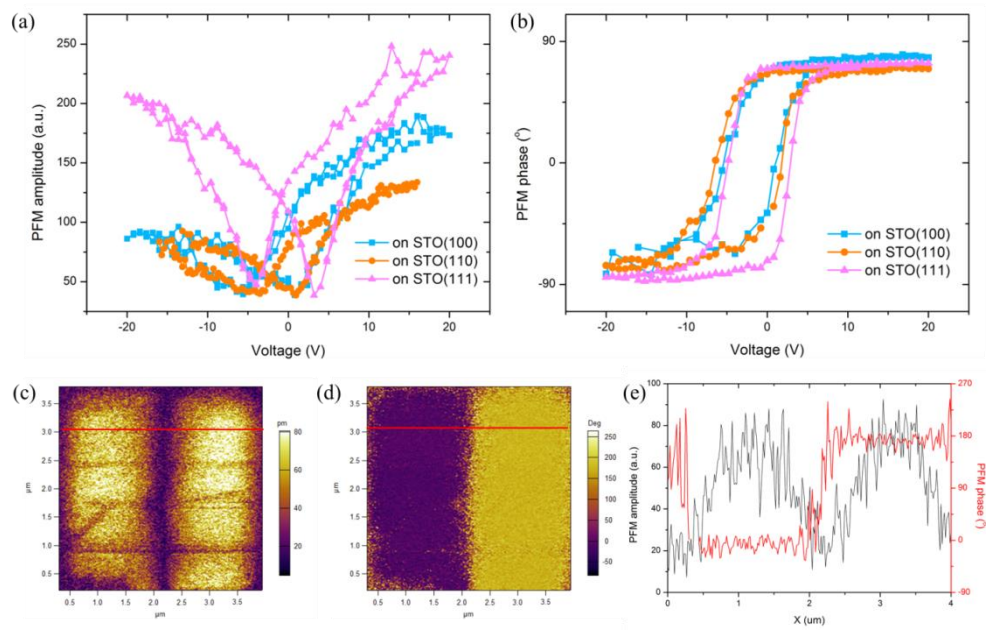 (a)
250
200
150
100
50
PFM amplitude (a.u.)
on STO(100)
on STO(110)
on STO(111)
-20 -10 0 10 20
Voltage (V)
(b)
90
0
-90
PFM phase (°)
on STO(100)
on STO(110)
on STO(111)
-20 -10 0 10 20
Voltage (V)
(c)
3.5
3.0
2.5
2.0
1.5
1.0
0.5
µm
0.5 1.0 1.5 2.0 2.5 3.0 3.5
µm
pm
80
60
40
20
(d)
3.5
3.0
2.5
2.0
1.5
1.0
0.5
µm
0.5 1.0 1.5 2.0 2.5 3.0 3.5
µm
Deg
250
200
150
100
50
0
-50
(e)
100
80
60
40
20
0
PFM amplitude (a.u.)
270
180
90
0
-90
PFM phase (°)
0 1 2 3 4
X (um)